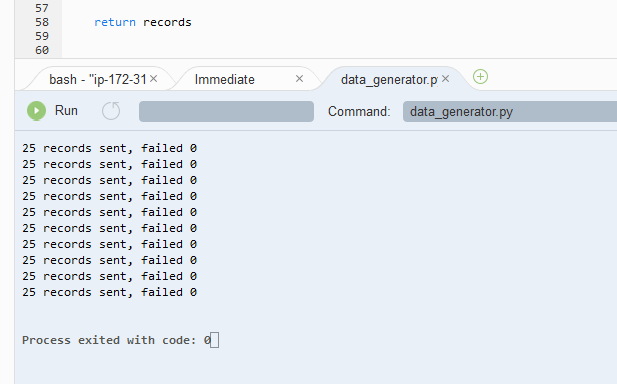 57
58 return records
59
60
bash - "ip-172-31 Immediate data_generator.p
Run Command: data_generator.py
25 records sent, failed 0
25 records sent, failed 0
25 records sent, failed 0
25 records sent, failed 0
25 records sent, failed 0
25 records sent, failed 0
25 records sent, failed 0
25 records sent, failed 0
25 records sent, failed 0
25 records sent, failed 0
Process exited with code: 0